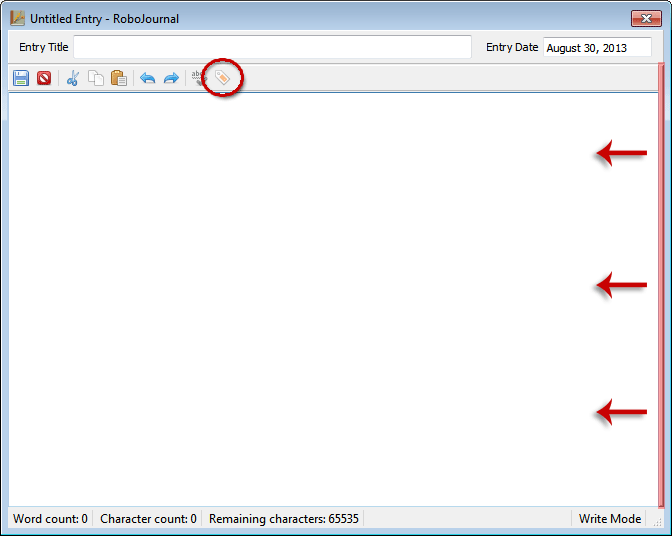 Untitled Entry - RoboJournal
Entry Title
Entry Date August 30, 2013
Word count: 0 Character count: 0 Remaining characters: 65535 Write Mode